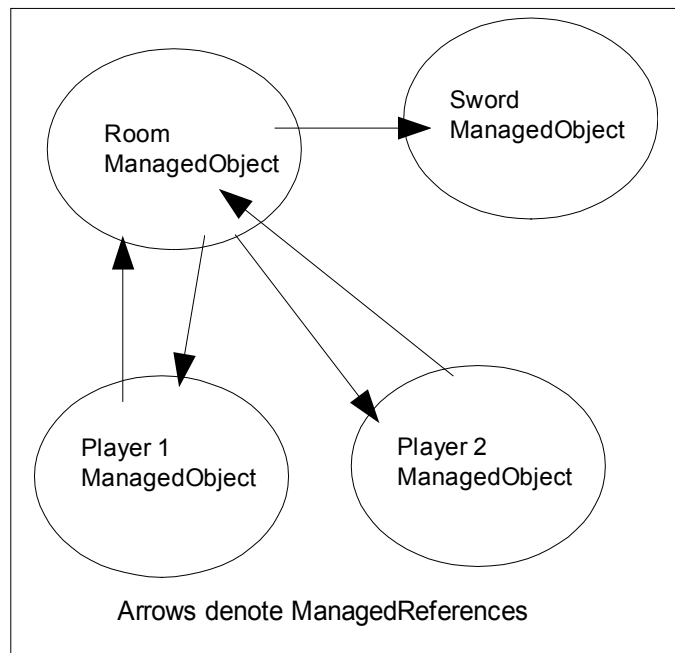 Room
ManagedObject
Sword
ManagedObject
Player 1
ManagedObject
Player 2
ManagedObject
Arrows denote ManagedReferences